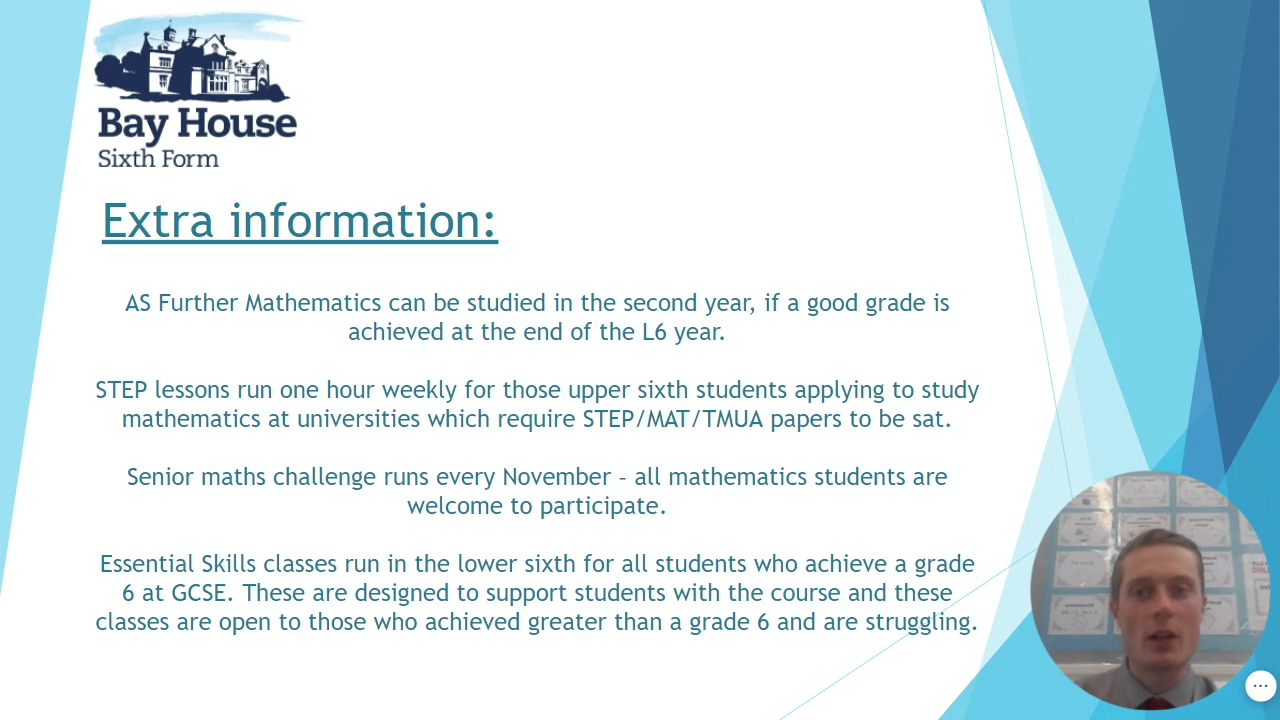 Bay House
Sixth Form
Extra information:
AS Further Mathematics can be studied in the second year, if a good grade is
achieved at the end of the L6 year.
STEP lessons run one hour weekly for those upper sixth students applying to study
mathematics at universities which require STEP/MAT/TMUA papers to be sat.
Senior maths challenge runs every November – all mathematics students are
welcome to participate.
Essential Skills classes run in the lower sixth for all students who achieve a grade
6 at GCSE. These are designed to support students with the course and these
classes are open to those who achieved greater than a grade 6 and are struggling.